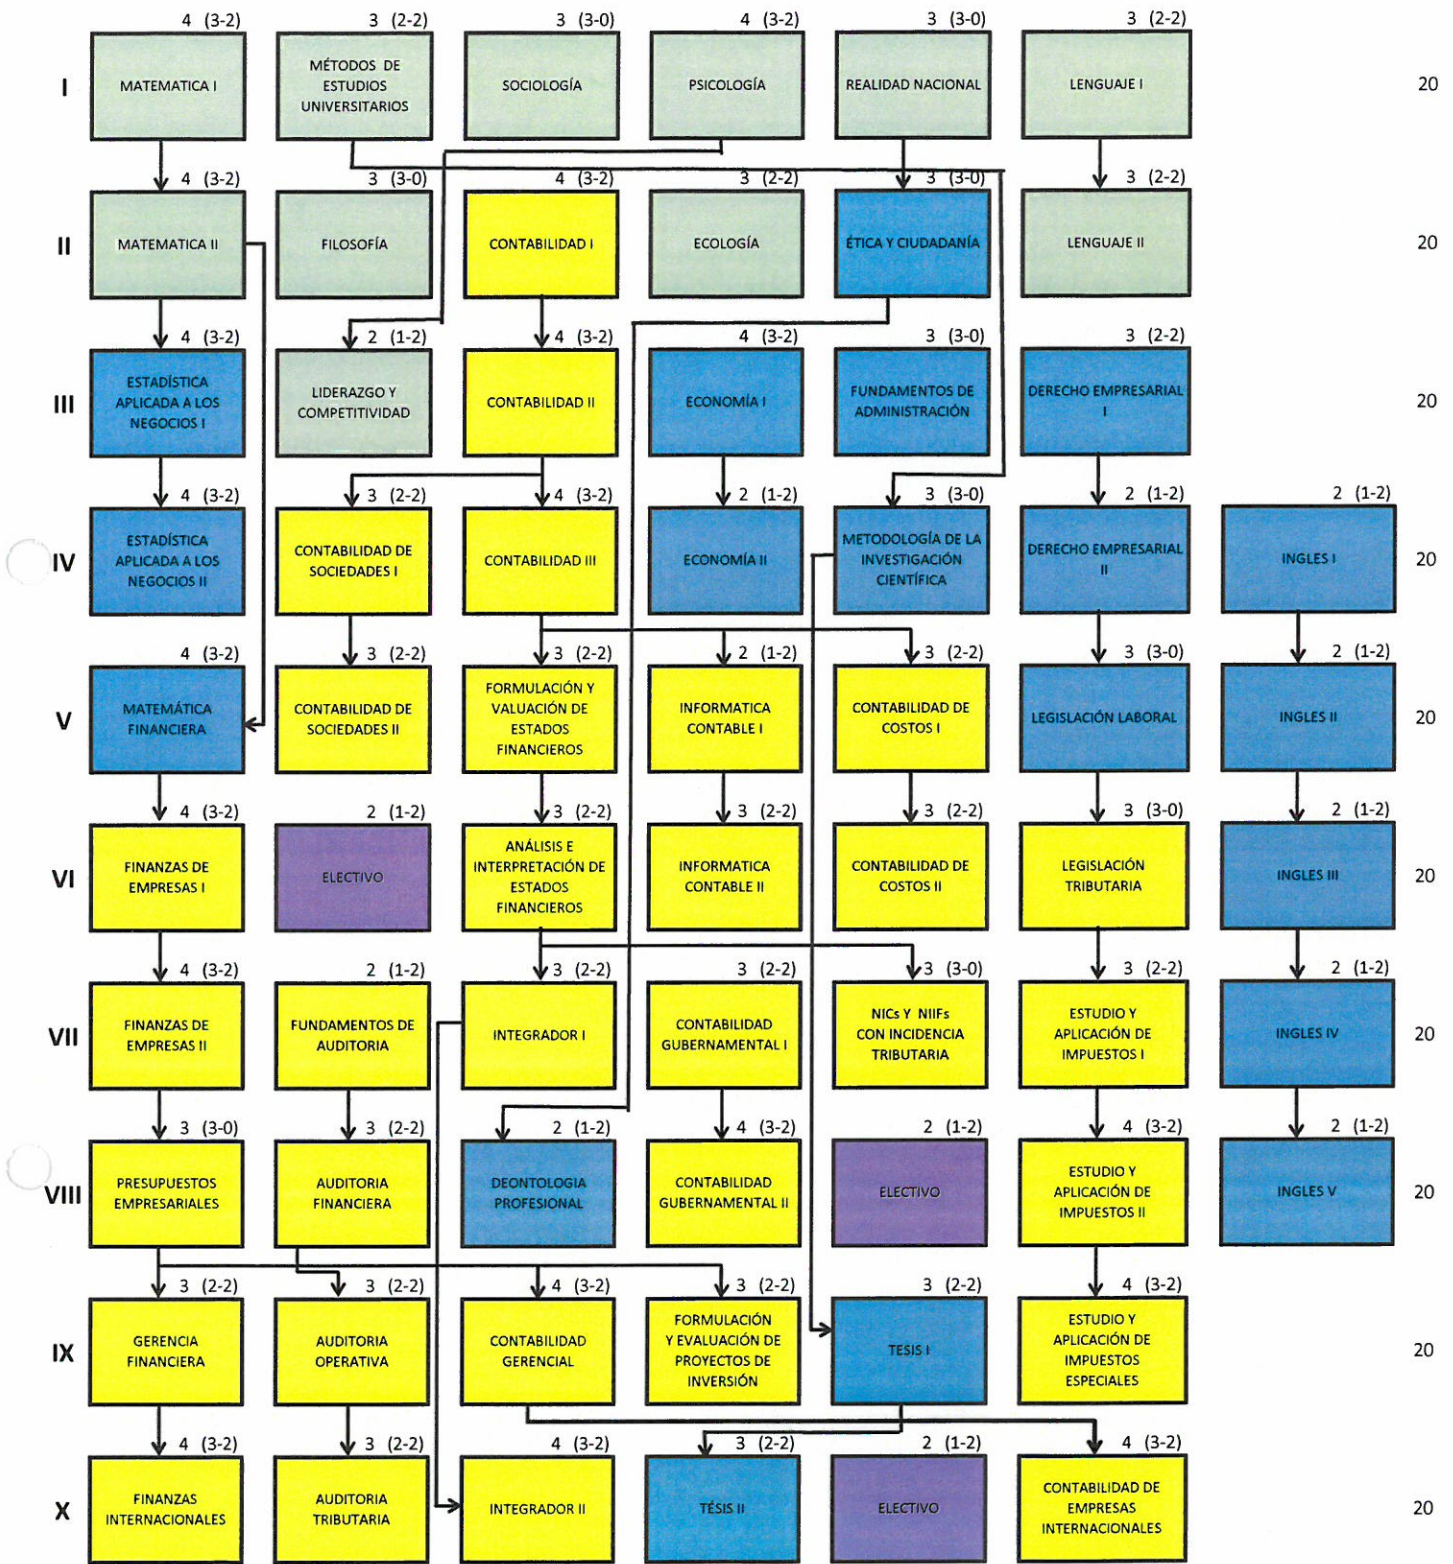 4 (3-2) 3 (2-2) 3 (3-0) 4 (3-2) 3 (3-0) 3 (2-2)
I
MATEMATICA I
MÉTODOS DE
ESTUDIOS
UNIVERSITARIOS
SOCIOLOGÍA
PSICOLOGÍA
REALIDAD NACIONAL
LENGUAJE I
20
4 (3-2) 3 (3-0) 4 (3-2) 3 (2-2) 3 (3-0) 3 (2-2)
II
MATEMATICA II
FILOSOFÍA
CONTABILIDAD I
ECOLOGÍA
ÉTICA Y CIUDADANÍA
LENGUAJE II
20
4 (3-2) 2 (1-2) 4 (3-2) 4 (3-2) 3 (3-0) 3 (2-2)
III
ESTADÍSTICA
APLICADA A LOS
NEGOCIOS I
LIDERAZGO Y
COMPETITIVIDAD
CONTABILIDAD II
ECONOMÍA I
FUNDAMENTOS DE
ADMINISTRACIÓN
DERECHO EMPRESARIAL
I
20
4 (3-2) 3 (2-2) 4 (3-2) 2 (1-2) 3 (3-0) 2 (1-2) 2 (1-2)
IV
ESTADÍSTICA
APLICADA A LOS
NEGOCIOS II
CONTABILIDAD DE
SOCIEDADES I
CONTABILIDAD III
ECONOMÍA II
METODOLOGÍA DE LA
INVESTIGACIÓN
CIENTÍFICA
DERECHO EMPRESARIAL
II
INGLES I
20
4 (3-2) 3 (2-2) 3 (2-2) 2 (1-2) 3 (2-2) 3 (3-0) 2 (1-2)
V
MATEMÁTICA
FINANCIERA
CONTABILIDAD DE
SOCIEDADES II
FORMULACIÓN Y
VALUACIÓN DE
ESTADOS
FINANCIEROS
INFORMATICA
CONTABLE I
CONTABILIDAD DE
COSTOS I
LEGISLACIÓN LABORAL
INGLES II
20
4 (3-2) 2 (1-2) 3 (2-2) 3 (2-2) 3 (2-2) 3 (3-0) 2 (1-2)
VI
FINANZAS DE
EMPRESAS I
ELECTIVO
ANÁLISIS E
INTERPRETACIÓN DE
ESTADOS
FINANCIEROS
INFORMATICA
CONTABLE II
CONTABILIDAD DE
COSTOS II
LEGISLACIÓN
TRIBUTARIA
INGLES III
20
4 (3-2) 2 (1-2) 3 (2-2) 3 (2-2) 3 (3-0) 3 (2-2) 2 (1-2)
VII
FINANZAS DE
EMPRESAS II
FUNDAMENTOS DE
AUDITORIA
INTEGRADOR I
CONTABILIDAD
GUBERNAMENTAL I
NICs Y NIIFs
CON INCIDENCIA
TRIBUTARIA
ESTUDIO Y
APLICACIÓN DE
IMPUESTOS I
INGLES IV
20
3 (3-0) 3 (2-2) 2 (1-2) 4 (3-2) 2 (1-2) 4 (3-2) 2 (1-2)
VIII
PRESUPUESTOS
EMPRESARIALES
AUDITORIA
FINANCIERA
DEONTOLOGIA
PROFESIONAL
CONTABILIDAD
GUBERNAMENTAL II
ELECTIVO
ESTUDIO Y
APLICACIÓN DE
IMPUESTOS II
INGLES V
20
3 (2-2) 3 (2-2) 4 (3-2) 3 (2-2) 3 (2-2) 4 (3-2)
IX
GERENCIA
FINANCIERA
AUDITORIA
OPERATIVA
CONTABILIDAD
GERENCIAL
FORMULACIÓN
Y EVALUACIÓN DE
PROYECTOS DE
INVERSIÓN
TESIS I
ESTUDIO Y
APLICACIÓN DE
IMPUESTOS
ESPECIALES
20
4 (3-2) 3 (2-2) 4 (3-2) 3 (2-2) 2 (1-2) 4 (3-2)
X
FINANZAS
INTERNACIONALES
AUDITORIA
TRIBUTARIA
INTEGRADOR II
TÉSIS II
ELECTIVO
CONTABILIDAD DE
EMPRESAS
INTERNACIONALES
20